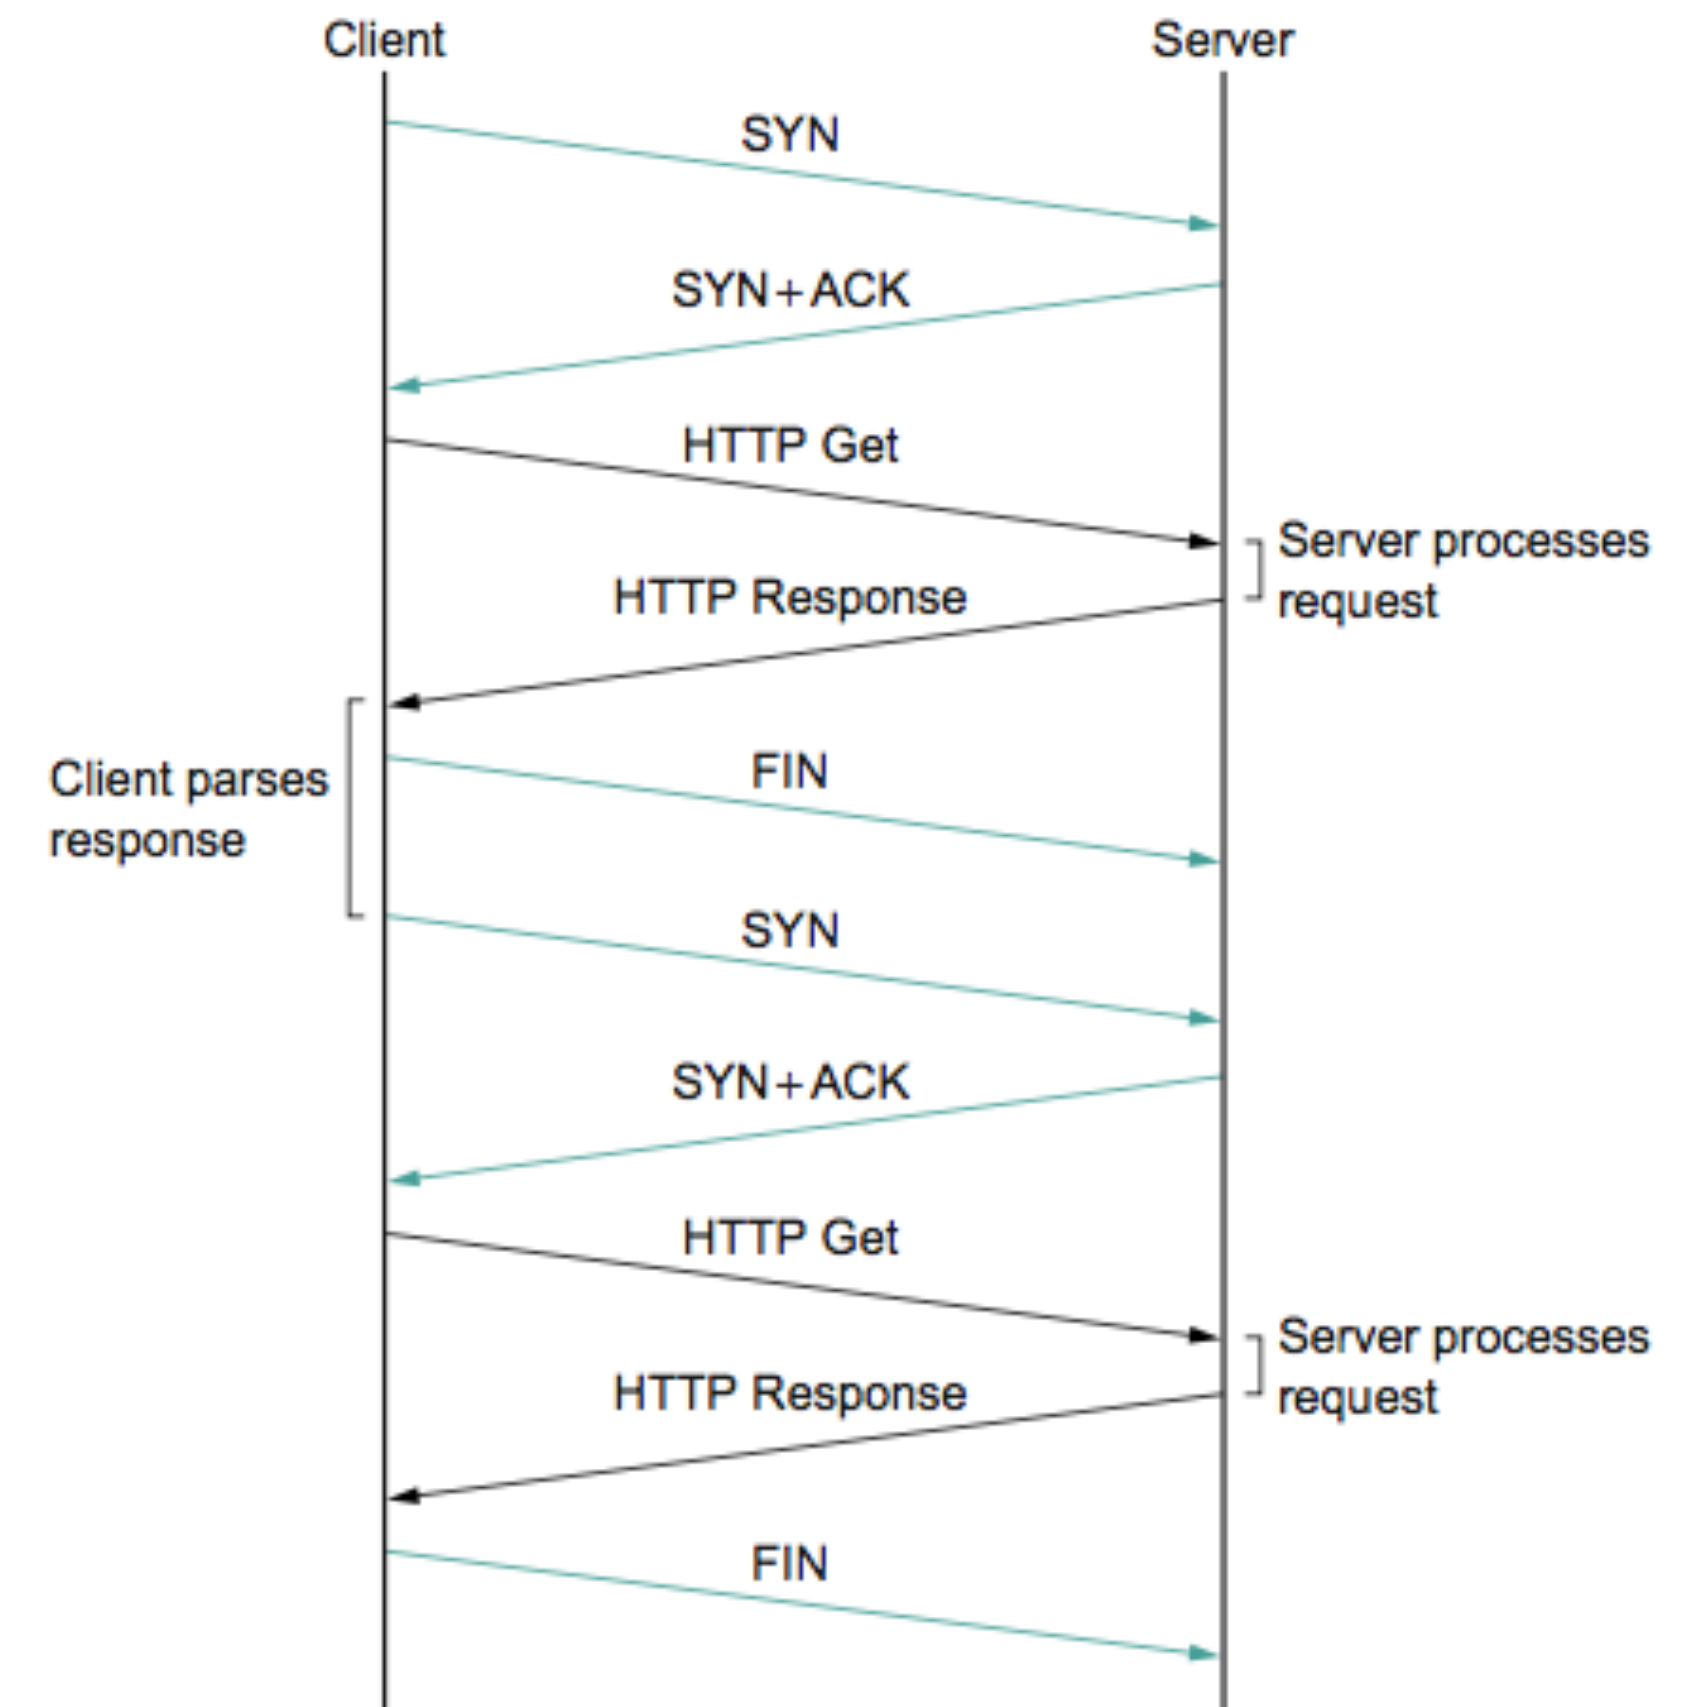 Client
Server
SYN
SYN+ACK
HTTP Get
Server processes
request
HTTP Response
Client parses
response
FIN
SYN
SYN+ACK
HTTP Get
Server processes
request
HTTP Response
FIN